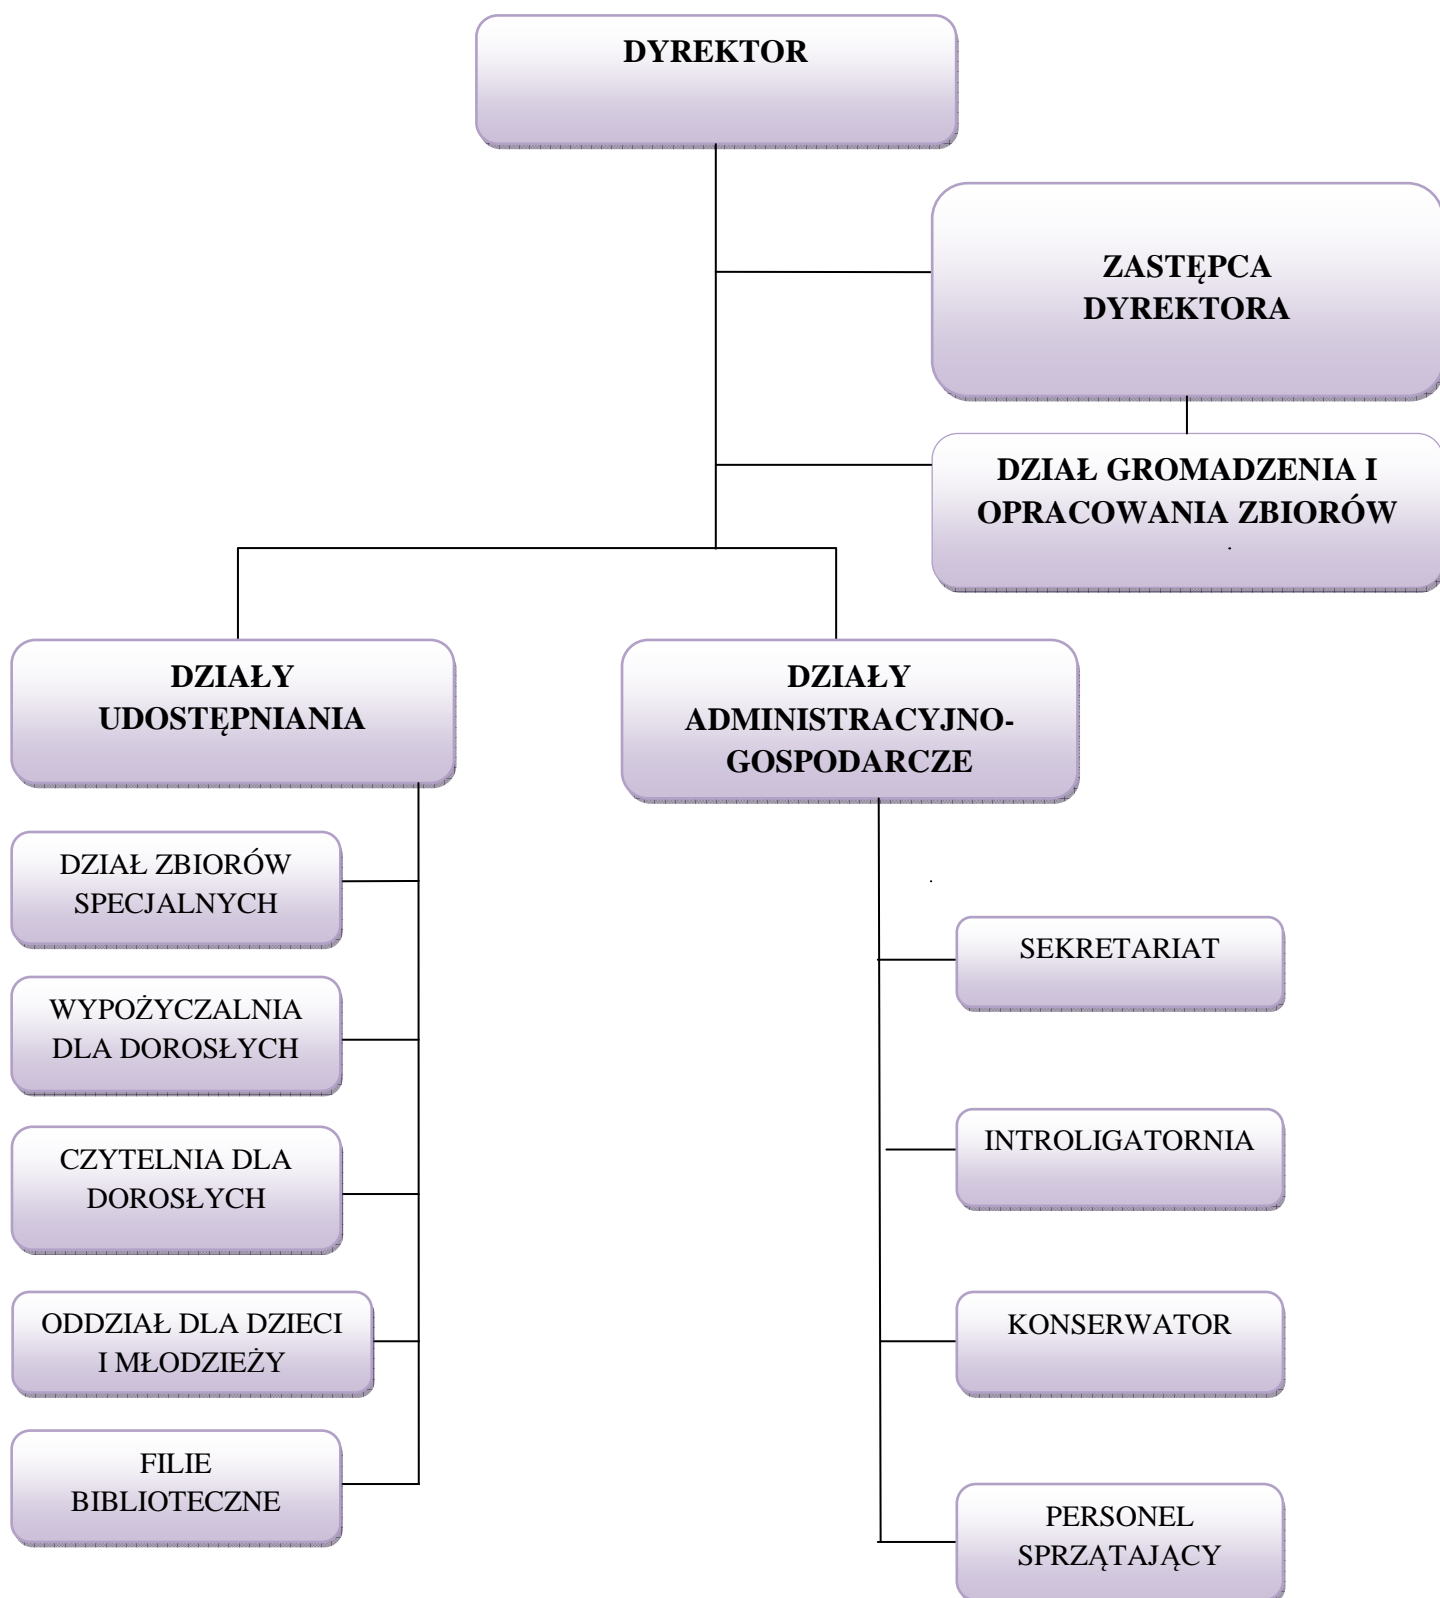 DYREKTOR
ZASTĘPCA
DYREKTORA
DZIAŁ GROMADZENIA I
OPRACOWANIA ZBIORÓW
DZIAŁY
UDOSTĘPNIANIA
DZIAŁY
ADMINISTRACYJNO-
GOSPODARCZE
DZIAŁ ZBIORÓW
SPECJALNYCH
WYPOŻYCZALNIA
DLA DOROSŁYCH
CZYTELNIA DLA
DOROSŁYCH
ODDZIAŁ DLA DZIECI
I MŁODZIEŻY
FILIE
BIBLIOTECZNE
SEKRETARIAT
INTROLIGATORNIA
KONSERWATOR
PERSONEL
SPRZĄTAJĄCY